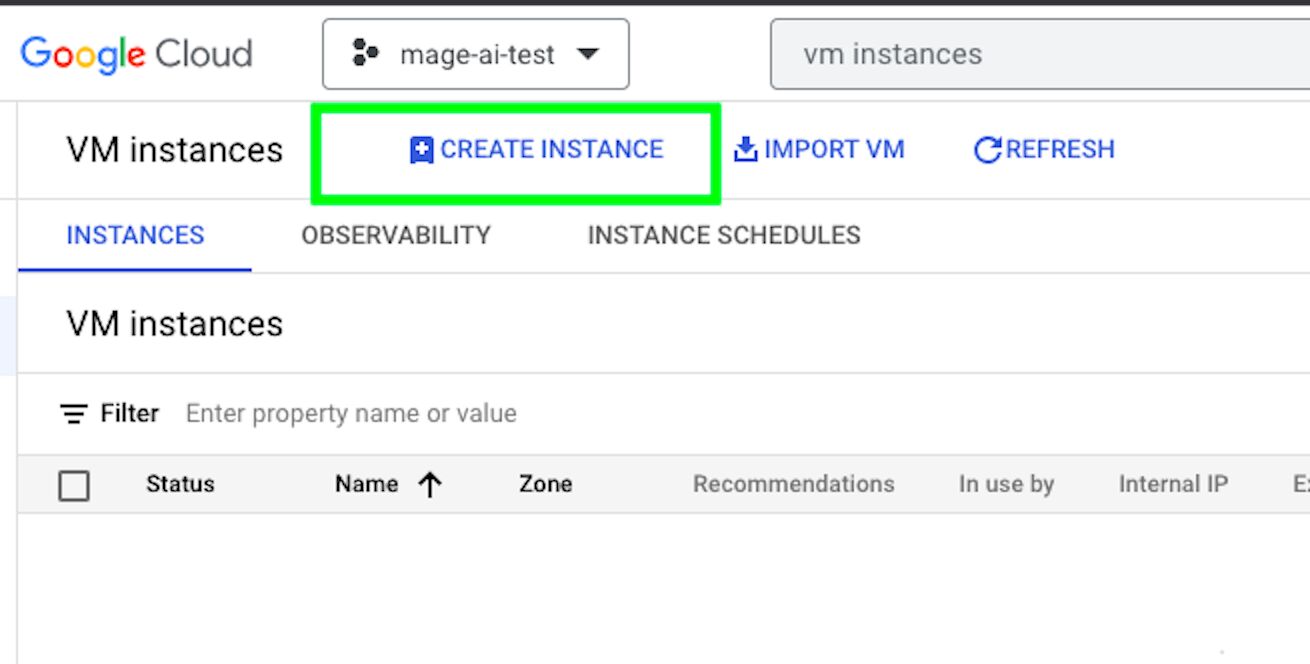 Google Cloud mage-ai-test vm instances
VM instances CREATE INSTANCE IMPORT VM REFRESH
INSTANCES OBSERVABILITY INSTANCE SCHEDULES
VM instances
Filter Enter property name or value
Status Name Zone Recommendations In use by Internal IP